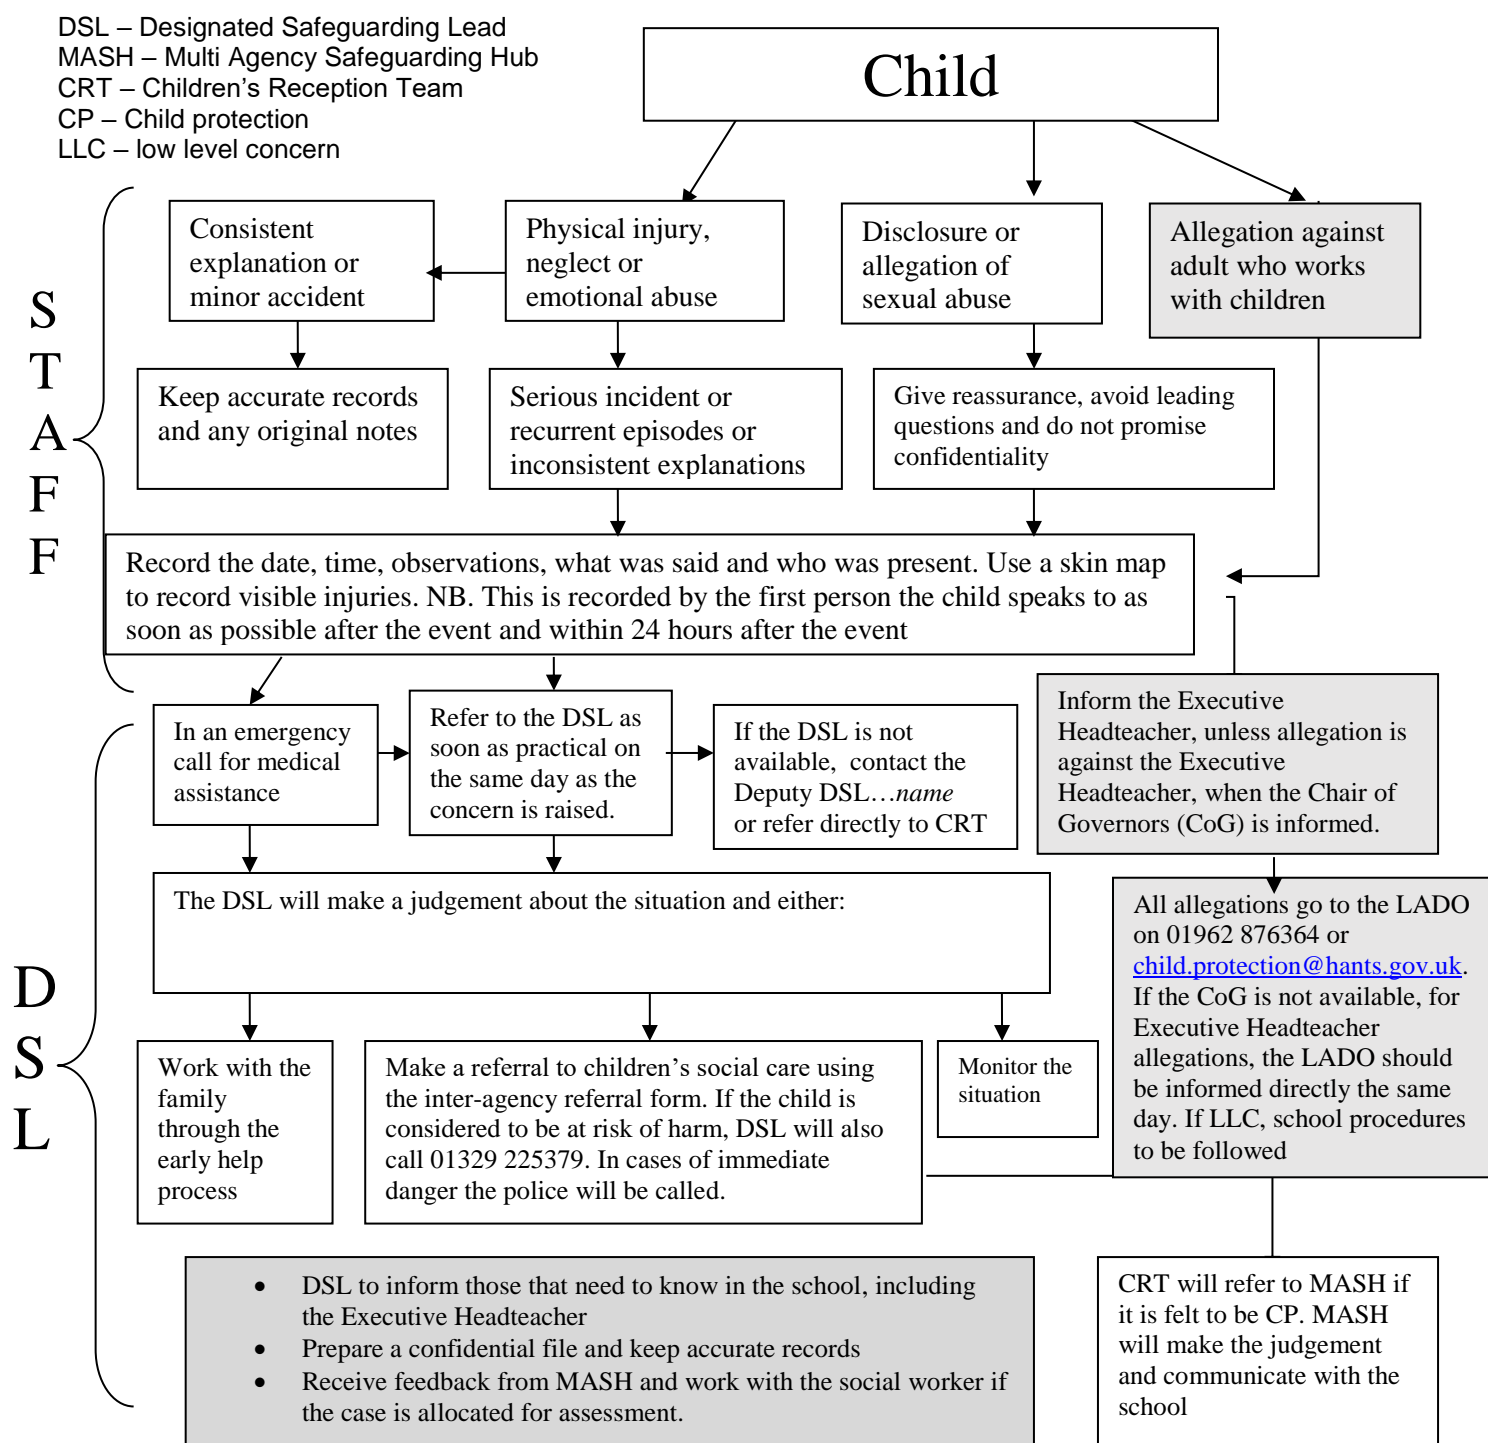 DSL – Designated Safeguarding Lead
MASH – Multi Agency Safeguarding Hub
CRT – Children's Reception Team
CP – Child protection
LLC – low level concern
Child
S
T
A
F
F
Consistent
explanation or
minor accident
Physical injury,
neglect or
emotional abuse
Disclosure or
allegation of
sexual abuse
Allegation against
adult who works
with children
Keep accurate records
and any original notes
Serious incident or
recurrent episodes or
inconsistent explanations
Give reassurance, avoid leading
questions and do not promise
confidentiality
Record the date, time, observations, what was said and who was present. Use a skin map
to record visible injuries. NB. This is recorded by the first person the child speaks to as
soon as possible after the event and within 24 hours after the event
D
S
L
In an emergency
call for medical
assistance
Refer to the DSL as
soon as practical on
the same day as the
concern is raised.
If the DSL is not
available, contact the
Deputy DSL…name
or refer directly to CRT
Inform the Executive
Headteacher, unless allegation is
against the Executive
Headteacher, when the Chair of
Governors (CoG) is informed.
The DSL will make a judgement about the situation and either:
All allegations go to the LADO
on 01962 876364 or
child.protection@hants.gov.uk.
If the CoG is not available, for
Executive Headteacher
allegations, the LADO should
be informed directly the same
day. If LLC, school procedures
to be followed
Work with the
family
through the
early help
process
Make a referral to children's social care using
the inter-agency referral form. If the child is
considered to be at risk of harm, DSL will also
call 01329 225379. In cases of immediate
danger the police will be called.
Monitor the
situation
• DSL to inform those that need to know in the school, including
the Executive Headteacher
• Prepare a confidential file and keep accurate records
• Receive feedback from MASH and work with the social worker if
the case is allocated for assessment.
CRT will refer to MASH if
it is felt to be CP. MASH
will make the judgement
and communicate with the
school